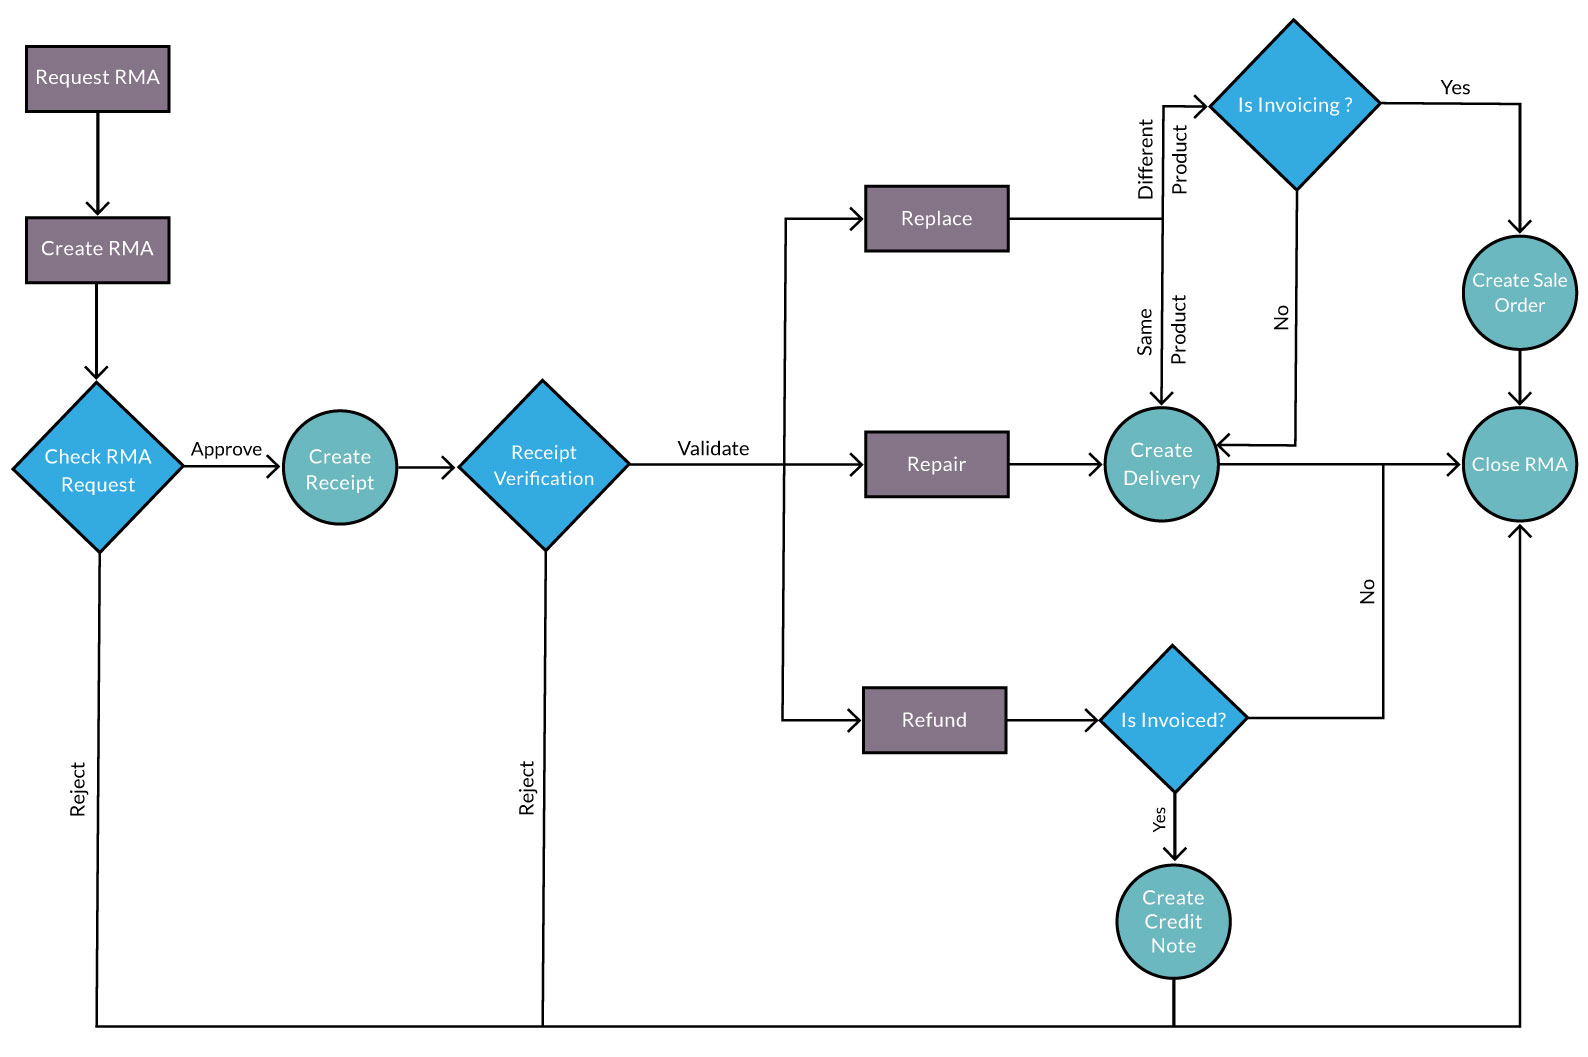 Request RMA
Create RMA
Check RMA
Request
Approve
Reject
Create
Receipt
Receipt
Verification
Reject
Validate
Replace
Different
Product
Same
Product
Is Invoicing ?
Yes
No
Create Sale
Order
Repair
Create
Delivery
Close RMA
Refund
Is Invoiced?
No
Yes
Create
Credit
Note